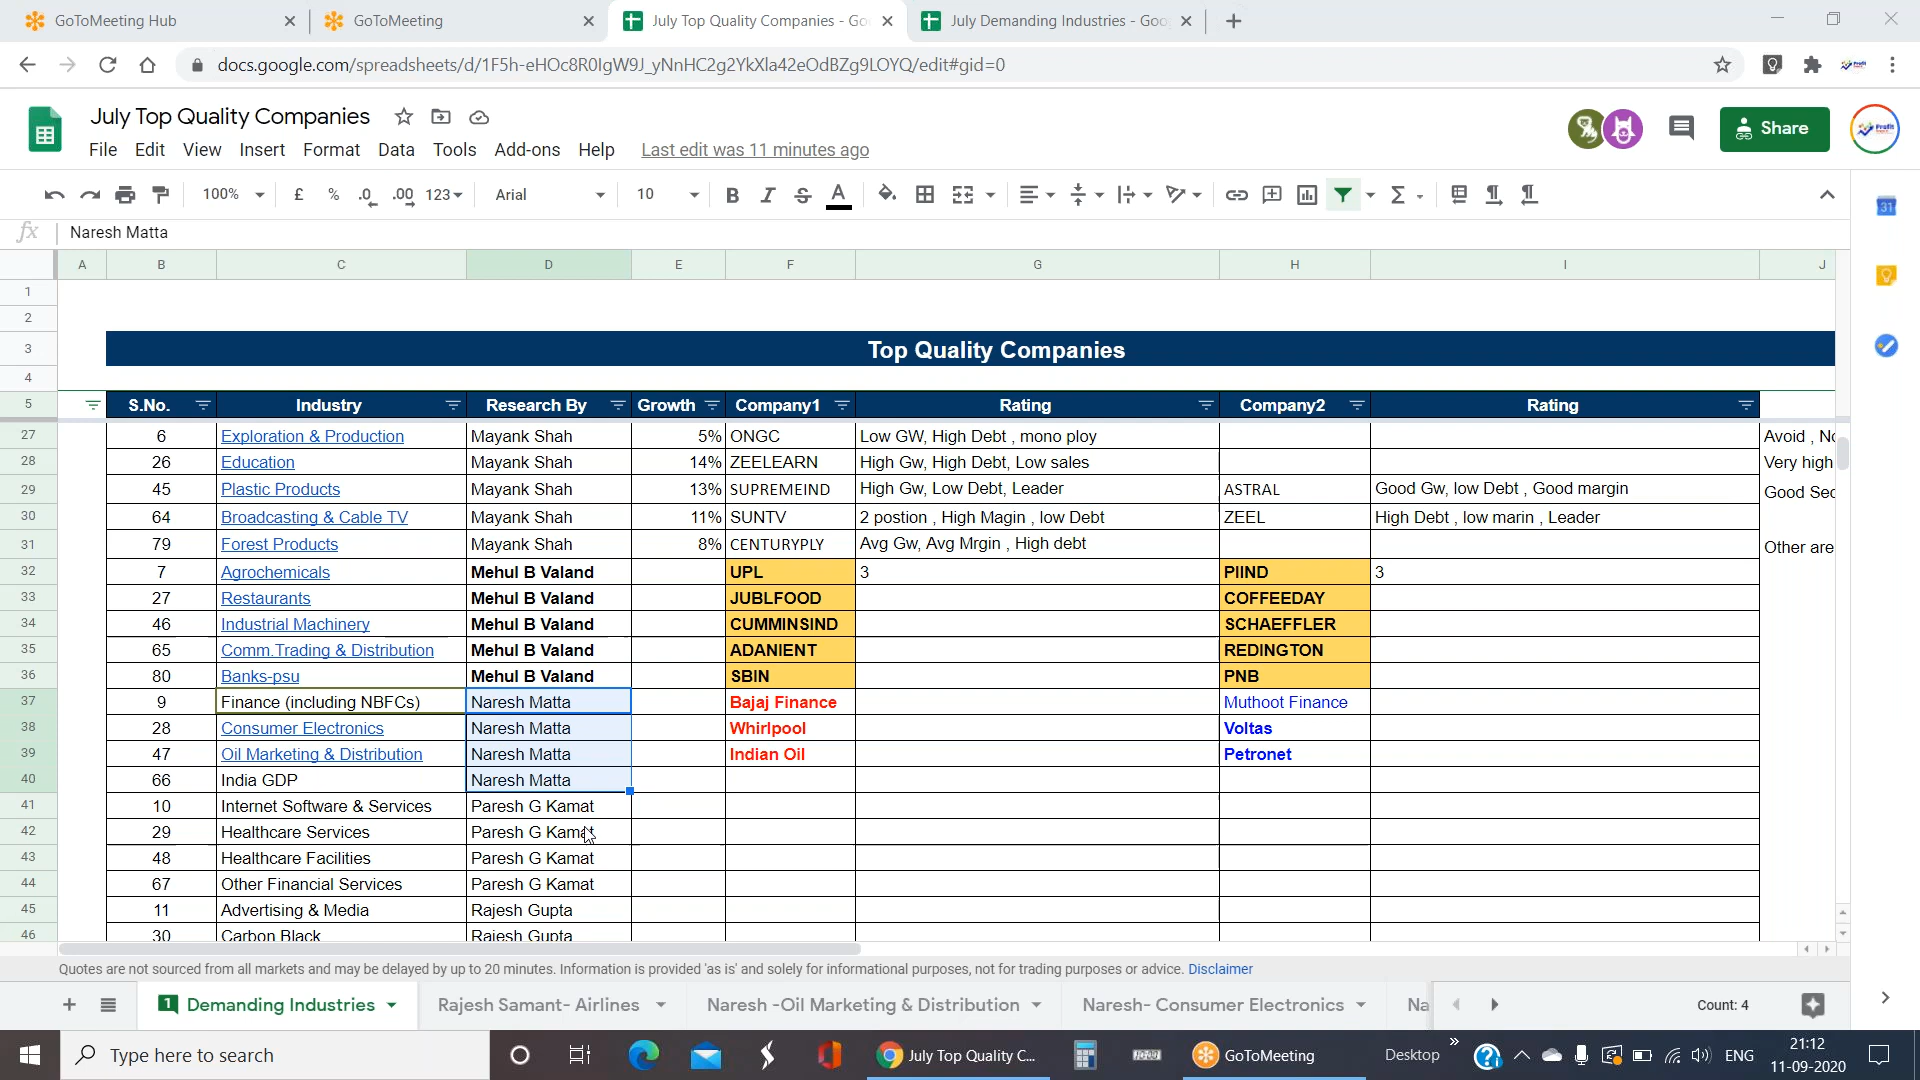 GoToMeeting Hub
GoToMeeting
July Top Quality Companies - Goo
July Demanding Industries - Goo
docs.google.com/spreadsheets/d/1F5h-eHOc8R0IgW9J_yNnHC2g2YkXla42eOdBZg9LOYQ/edit#gid=0
July Top Quality Companies
Share
File Edit View Insert Format Data Tools Add-ons Help Last edit was 11 minutes ago
100% £ % .0 .00 123 Arial 10
31
fx Naresh Matta
A B C D E F G H I J
1
2
3 Top Quality Companies
4
5 S.No. Industry Research By Growth Company1 Rating Company2 Rating
27 6 Exploration & Production Mayank Shah 5% ONGC Low GW, High Debt , mono ploy Avoid , No
28 26 Education Mayank Shah 14% ZEELEARN High Gw, High Debt, Low sales Very high
29 45 Plastic Products Mayank Shah 13% SUPREMEIND High Gw, Low Debt, Leader ASTRAL Good Gw, low Debt , Good margin Good Sec
30 64 Broadcasting & Cable TV Mayank Shah 11% SUNTV 2 postion , High Magin , low Debt ZEEL High Debt , low marin , Leader
31 79 Forest Products Mayank Shah 8% CENTURYPLY Avg Gw, Avg Mrgin , High debt Other are
32 7 Agrochemicals Mehul B Valand UPL 3 PIIND 3
33 27 Restaurants Mehul B Valand JUBLFOOD COFFEEDAY
34 46 Industrial Machinery Mehul B Valand CUMMINSIND SCHAEFFLER
35 65 Comm.Trading & Distribution Mehul B Valand ADANIENT REDINGTON
36 80 Banks-psu Mehul B Valand SBIN PNB
37 9 Finance (including NBFCs) Naresh Matta Bajaj Finance Muthoot Finance
38 28 Consumer Electronics Naresh Matta Whirlpool Voltas
39 47 Oil Marketing & Distribution Naresh Matta Indian Oil Petronet
40 66 India GDP Naresh Matta
41 10 Internet Software & Services Paresh G Kamat
42 29 Healthcare Services Paresh G Kamat
43 48 Healthcare Facilities Paresh G Kamat
44 67 Other Financial Services Paresh G Kamat
45 11 Advertising & Media Rajesh Gupta
46 30 Carbon Black Rajesh Gupta
Quotes are not sourced from all markets and may be delayed by up to 20 minutes. Information is provided 'as is' and solely for informational purposes, not for trading purposes or advice. Disclaimer
1 Demanding Industries Rajesh Samant- Airlines Naresh -Oil Marketing & Distribution Naresh- Consumer Electronics Na Count: 4
Type here to search July Top Quality C... GoToMeeting Desktop ENG 21:12
11-09-2020